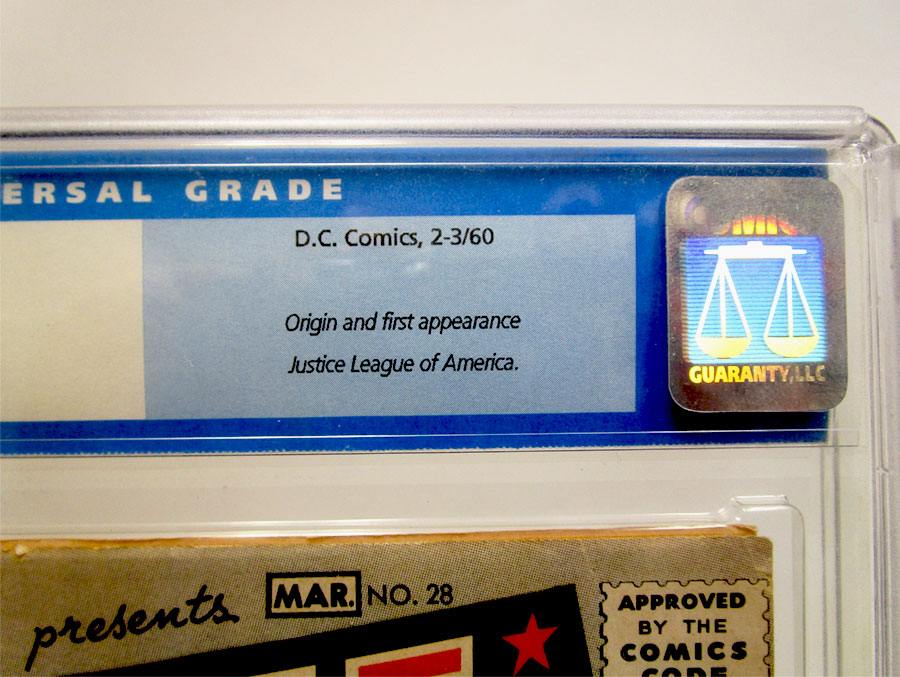 ERSAL GRADE
D.C. Comics, 2-3/60
Origin and first appearance
Justice League of America.
GUARANTY, LLC
presents MAR. NO. 28
APPROVED
BY THE
COMICS
CODE